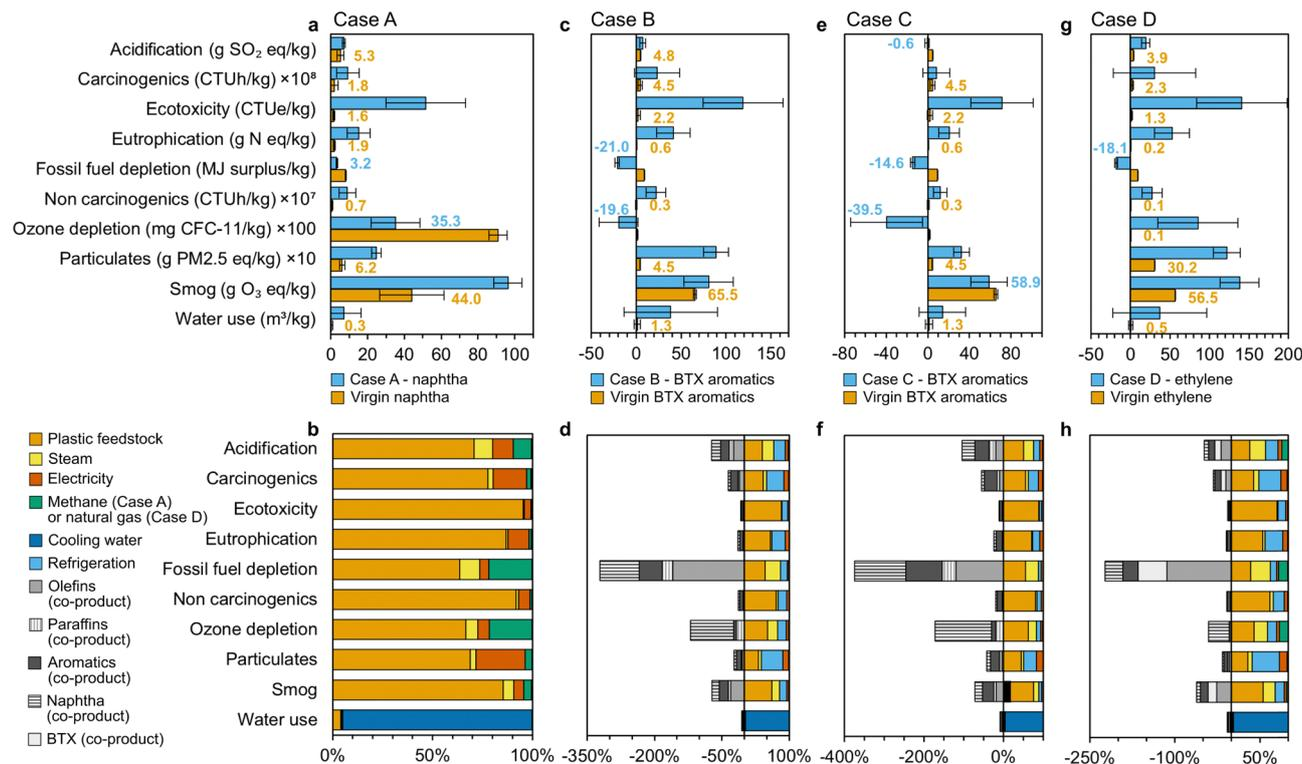 a Case A
c Case B
e Case C
g Case D
Acidification (g SO₂ eq/kg)
Carcinogenics (CTUh/kg) ×10⁸
Ecotoxicity (CTUe/kg)
Eutrophication (g N eq/kg)
Fossil fuel depletion (MJ surplus/kg)
Non carcinogenics (CTUh/kg) ×10⁷
Ozone depletion (mg CFC-11/kg) ×100
Particulates (g PM2.5 eq/kg) ×10
Smog (g O₃ eq/kg)
Water use (m³/kg)
5.3
1.8
1.6
1.9
3.2
0.7
35.3
6.2
44.0
0.3
0 20 40 60 80 100
Case A - naphtha
Virgin naphtha
4.8
4.5
2.2
0.6
-21.0
0.3
-19.6
4.5
65.5
1.3
-50 0 50 100 150
Case B - BTX aromatics
Virgin BTX aromatics
-0.6
4.5
2.2
0.6
-14.6
0.3
-39.5
4.5
58.9
1.3
-80 -40 0 40 80
Case C - BTX aromatics
Virgin BTX aromatics
3.9
2.3
1.3
0.2
-18.1
0.1
0.1
30.2
56.5
0.5
-50 0 50 100 150 200
Case D - ethylene
Virgin ethylene
Plastic feedstock
Steam
Electricity
Methane (Case A)
or natural gas (Case D)
Cooling water
Refrigeration
Olefins
(co-product)
Paraffins
(co-product)
Aromatics
(co-product)
Naphtha
(co-product)
BTX (co-product)
b
d
f
h
Acidification
Carcinogenics
Ecotoxicity
Eutrophication
Fossil fuel depletion
Non carcinogenics
Ozone depletion
Particulates
Smog
Water use
0% 50% 100%
-350% -200% -50% 100%
-400% -200% 0%
-250% -100% 50%